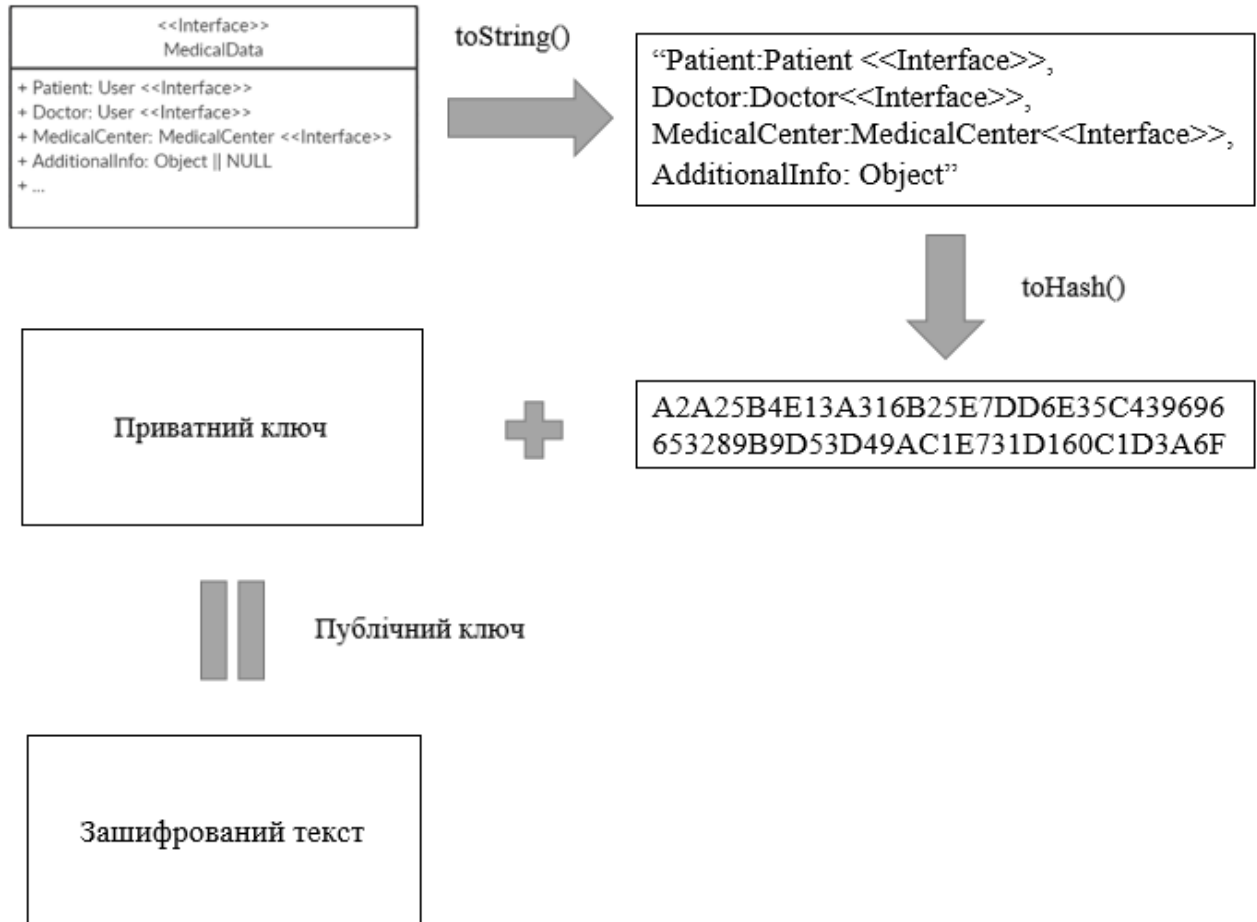 <<Interface>>
MedicalData
+ Patient: User <<Interface>>
+ Doctor: User <<Interface>>
+ MedicalCenter: MedicalCenter <<Interface>>
+ AdditionalInfo: Object || NULL
+ ...
toString()
“Patient:Patient <<Interface>>,
Doctor:Doctor<<Interface>>,
MedicalCenter:MedicalCenter<<Interface>>,
AdditionalInfo: Object”
toHash()
Приватний ключ
A2A25B4E13A316B25E7DD6E35C439696
653289B9D53D49AC1E731D160C1D3A6F
Публічний ключ
Зашифрований текст